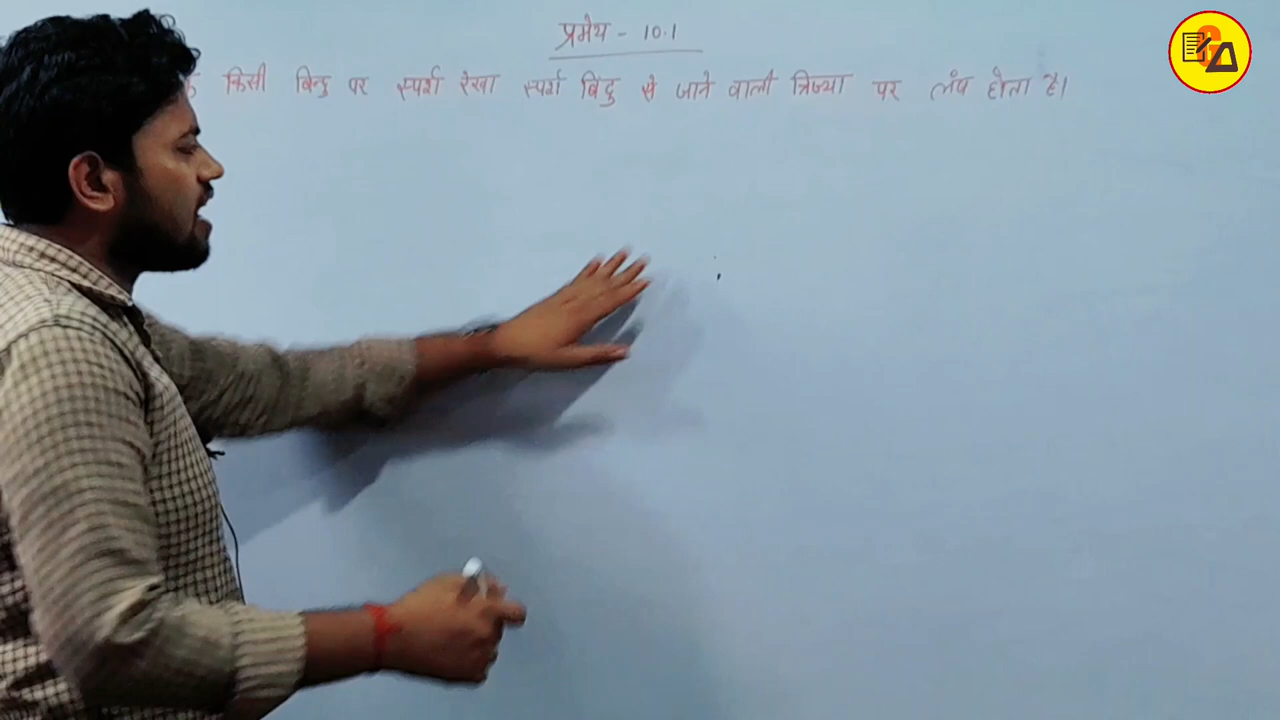 प्रमेय - 10.1
किसी बिन्दु पर स्पर्श रेखा स्पर्श बिंदु से जाने वाली त्रिज्या पर लंब होता है।